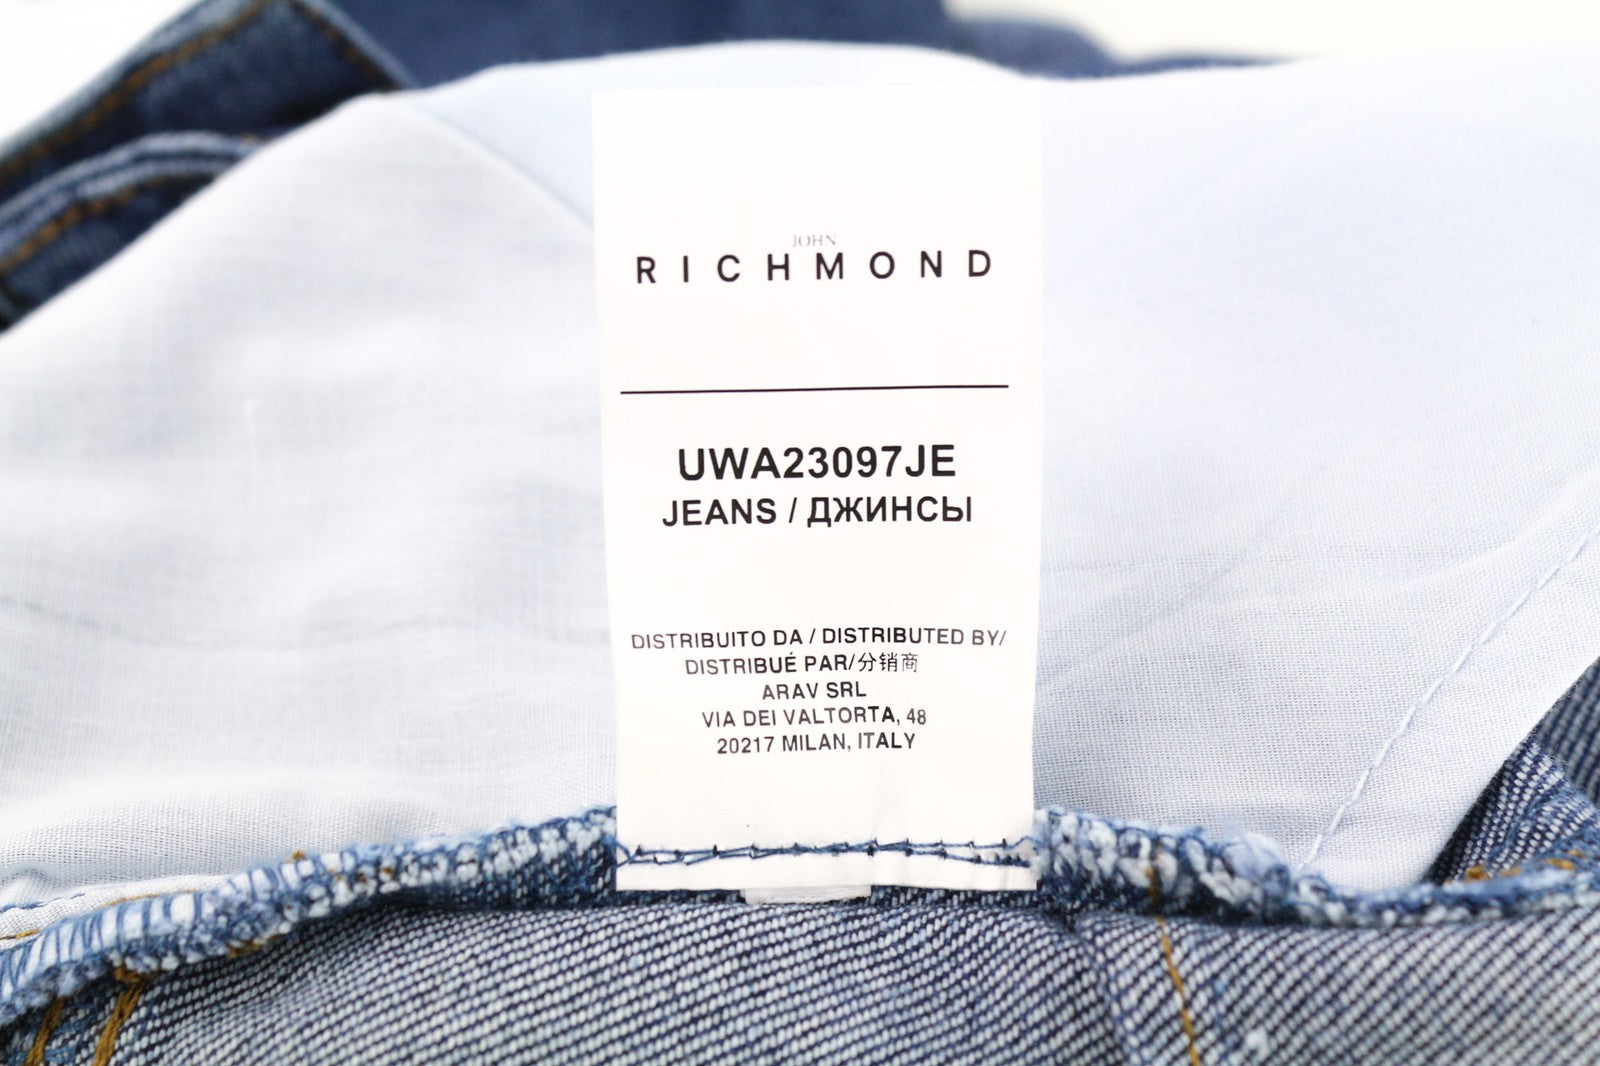 JOHN
RICHMOND
UWA23097JE
JEANS / ДЖИНСЫ
DISTRIBUITO DA / DISTRIBUTED BY/
DISTRIBUÉ PAR/分销商
ARAV SRL
VIA DEI VALTORTA, 48
20217 MILAN, ITALY